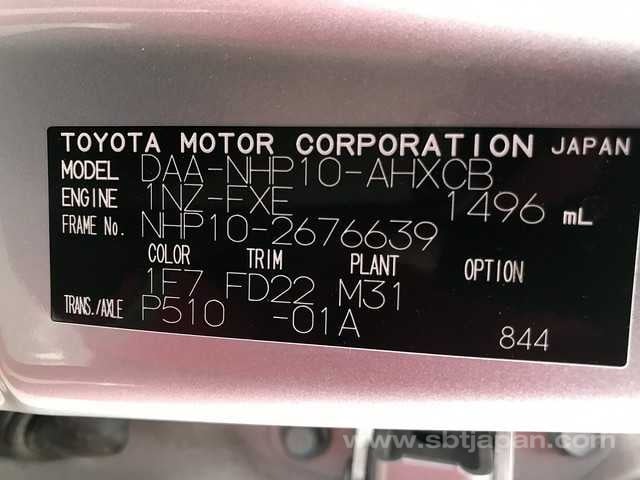 TOYOTA MOTOR CORPORATION JAPAN
MODEL DAA-NHP10-AHXCB
ENGINE 1NZ-FXE 1496 mL
FRAME No. NHP10-2676639
COLOR TRIM PLANT OPTION
1F7 FD22 M31
TRANS./AXLE P510 -01A
844
www.sbtjapan.com